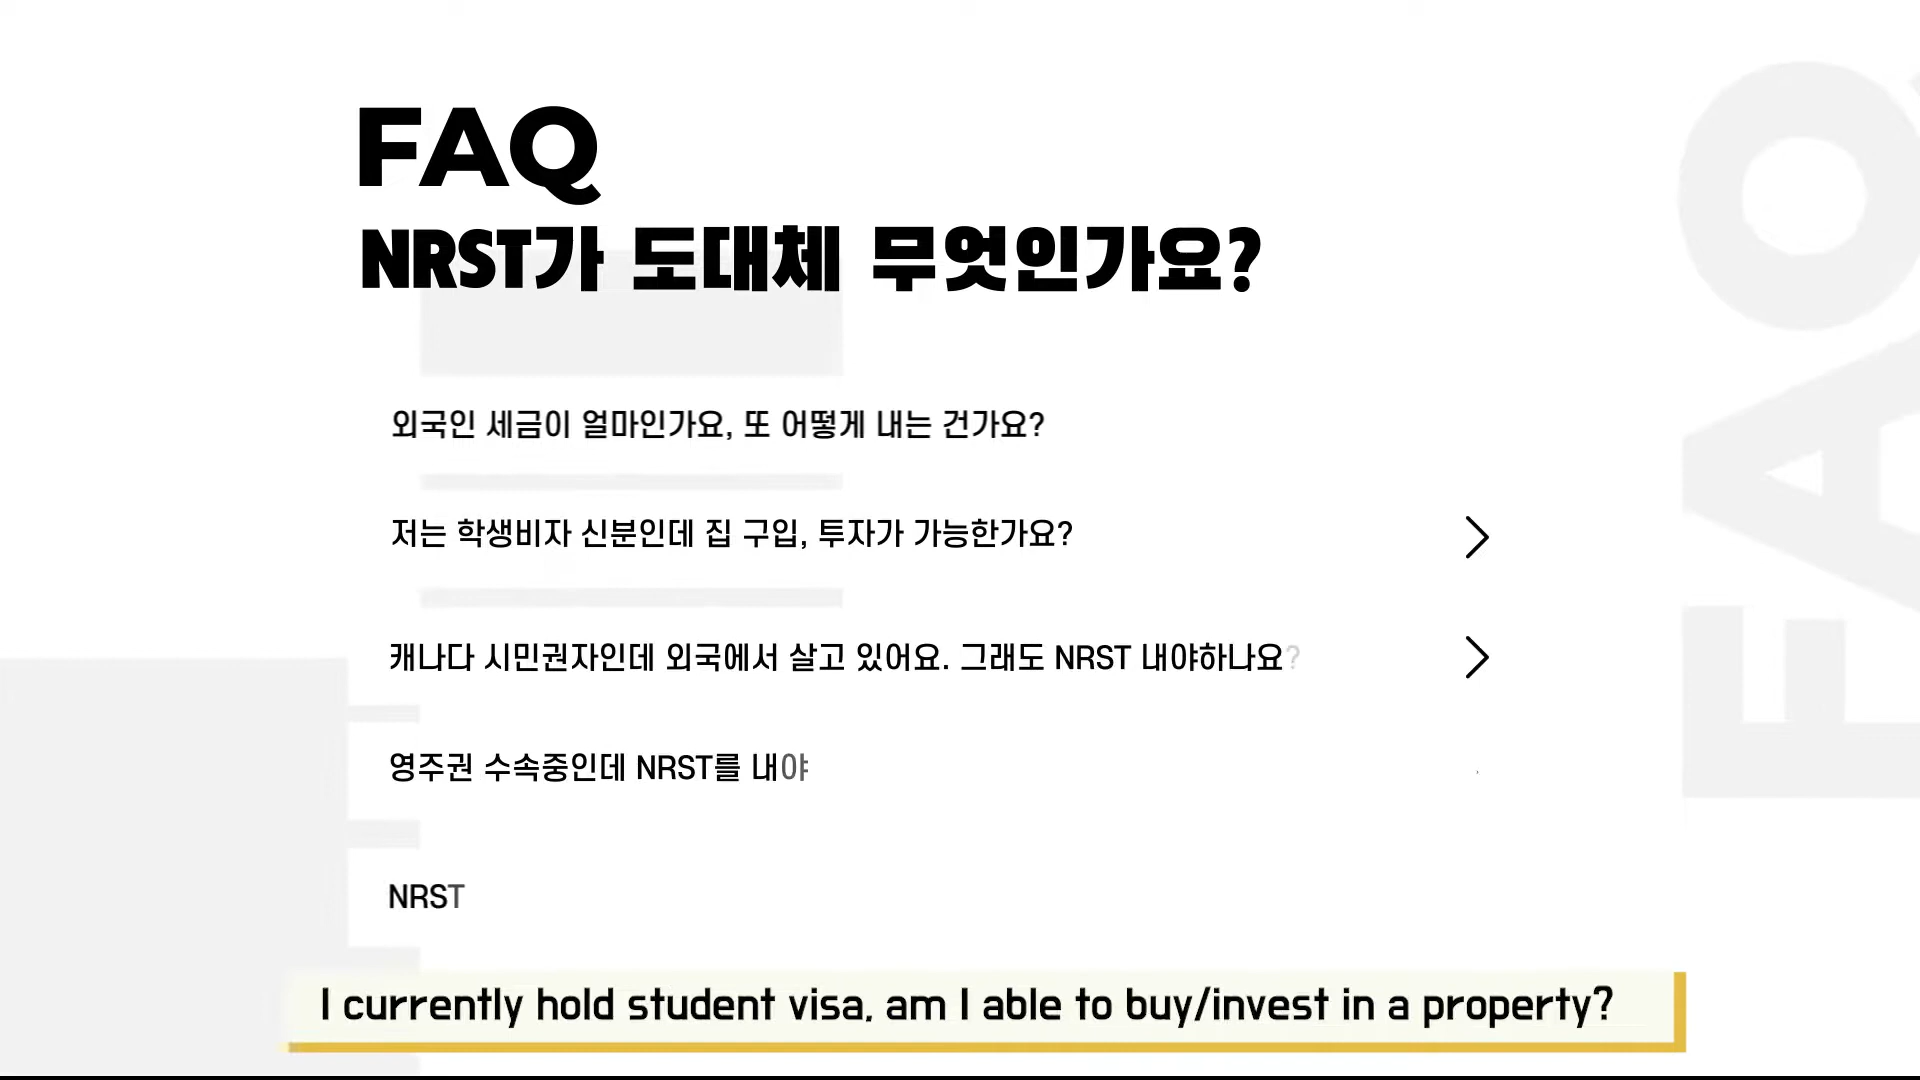 FAQ
NRST가 도대체 무엇인가요?
외국인 세금이 얼마인가요, 또 어떻게 내는 건가요?
저는 학생비자 신분인데 집 구입, 투자가 가능한가요?
캐나다 시민권자인데 외국에서 살고 있어요. 그래도 NRST 내야하나요?
영주권 수속중인데 NRST를 내야
NRST
I currently hold student visa, am I able to buy/invest in a property?
FAQ